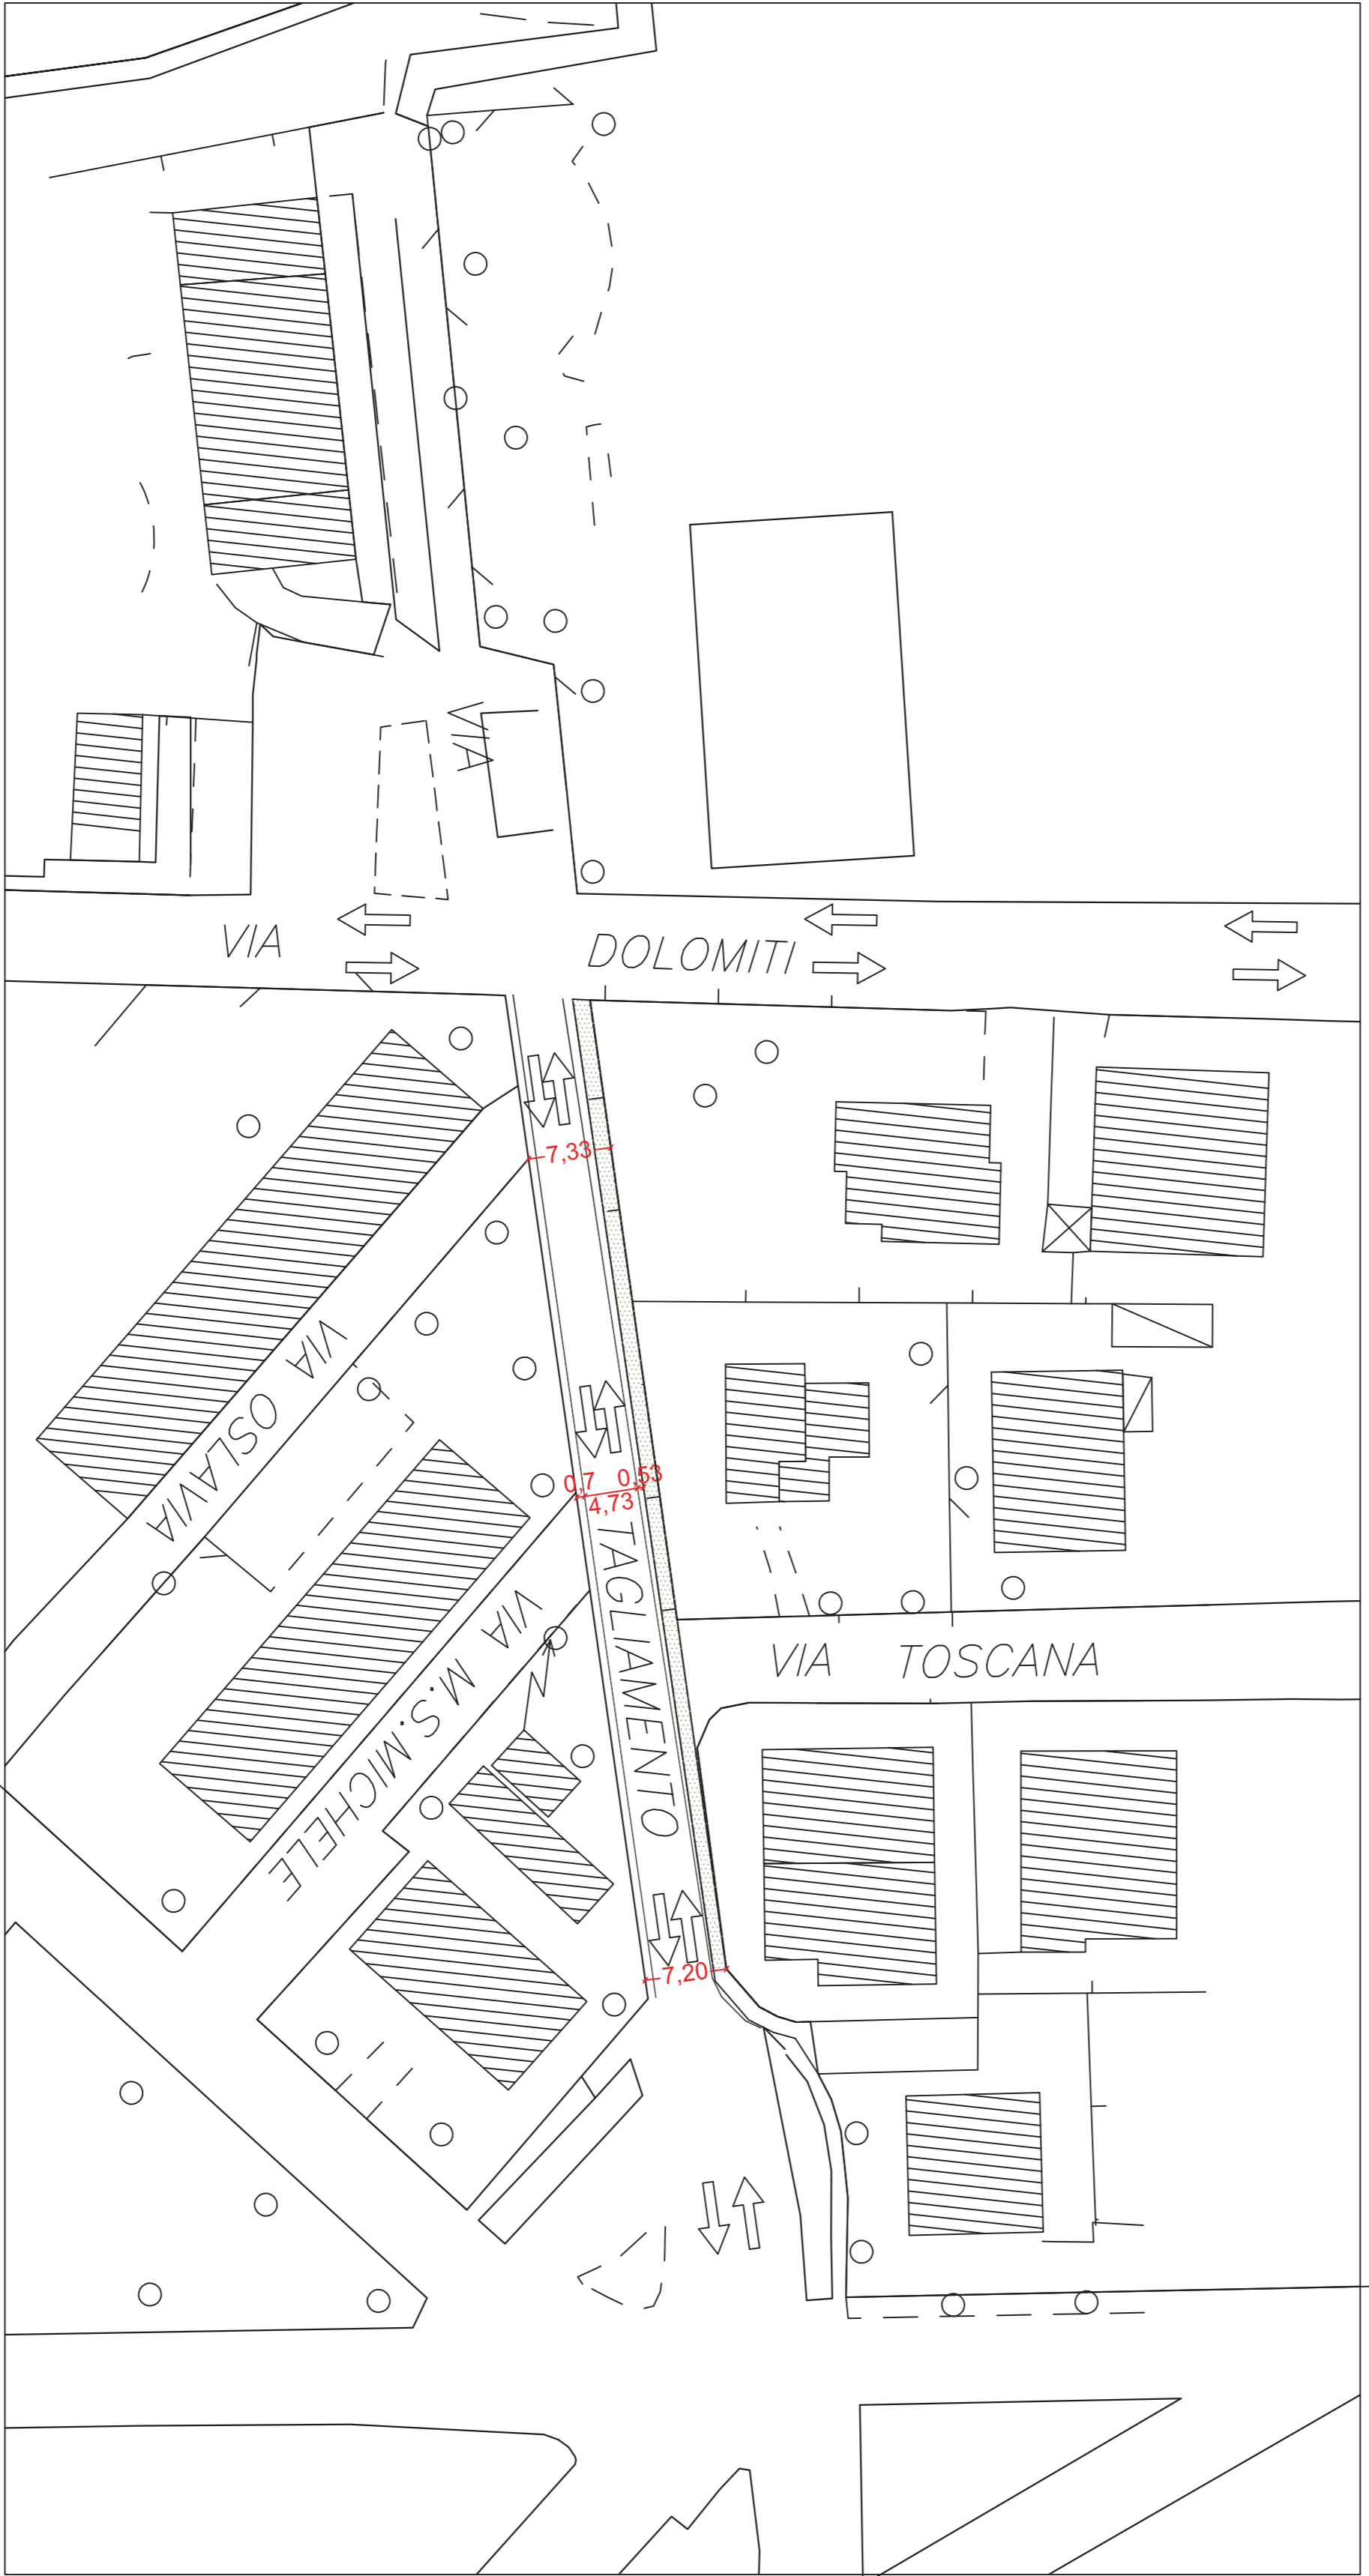 VIA
VIA
DOLOMITI
7,33
VIA
OSLAVIA
0,7
0,53
4,73
TAGLIAMENTO
VIA
M.S.MICHELE
VIA
TOSCANA
7,20